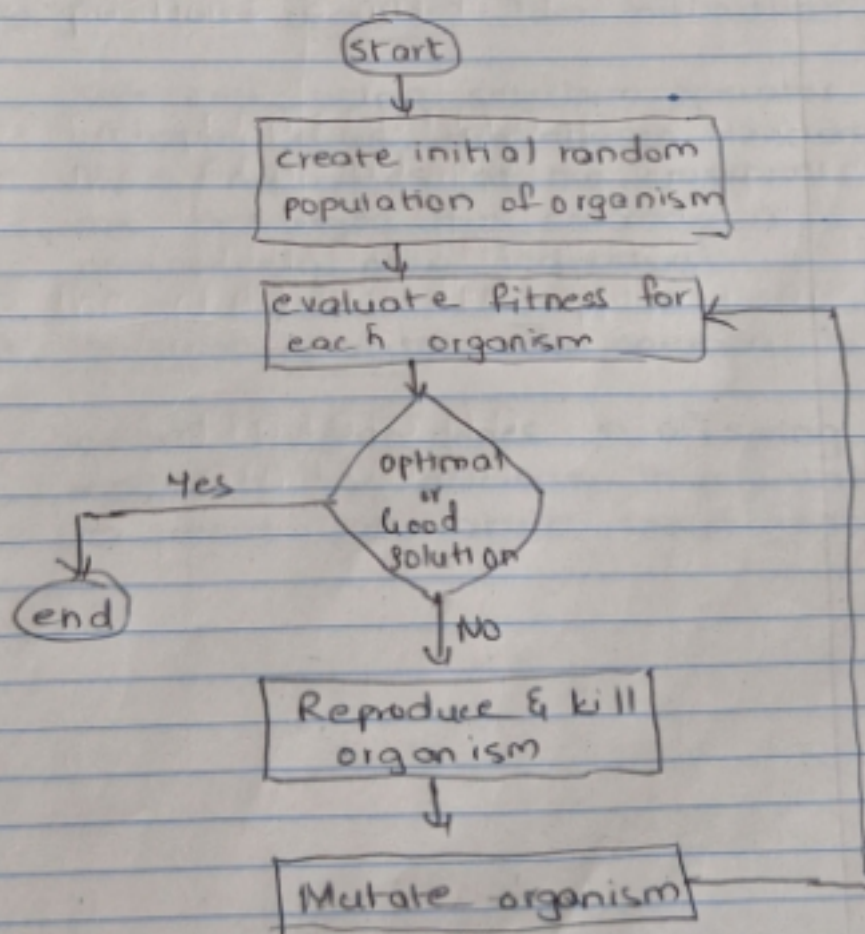 start
create initial random
population of organism
evaluate fitness for
each organism
optimal
or
Good
solution
Yes
end
NO
Reproduce & kill
organism
Mutate organism